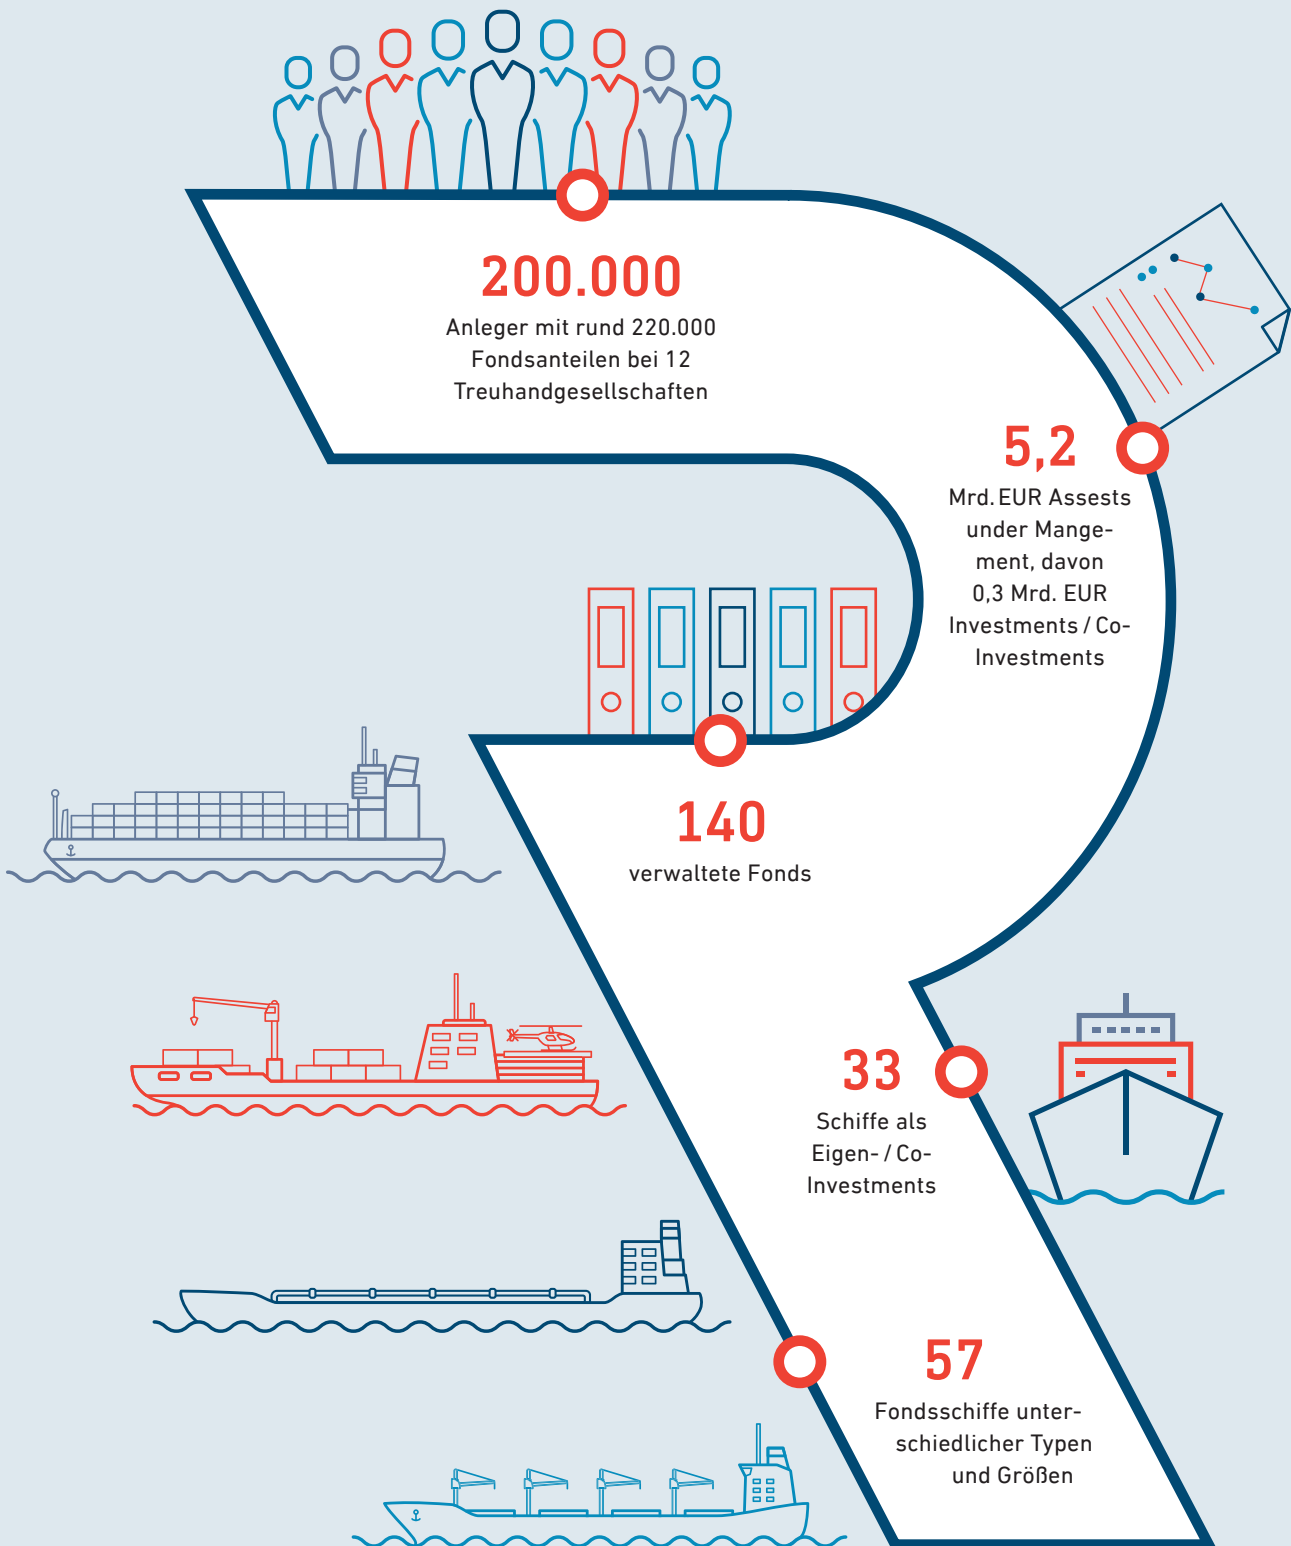 200.000
Anleger mit rund 220.000
Fondsanteilen bei 12
Treuhandgesellschaften
5,2
Mrd. EUR Assests
under Mange-
ment, davon
0,3 Mrd. EUR
Investments / Co-
Investments
140
verwaltete Fonds
33
Schiffe als
Eigen- / Co-
Investments
57
Fondsschiffe unter-
schiedlicher Typen
und Größen